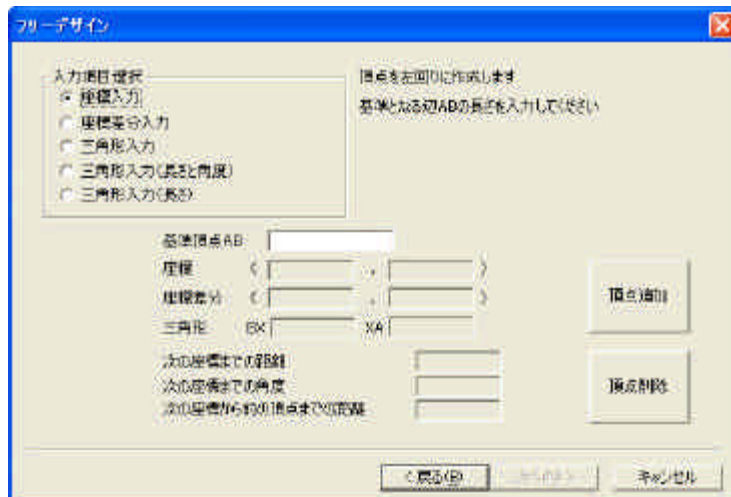 フリーデザイン
入力項目選択
座標入力
座標差分入力
三角形入力
三角形入力(長さと角度)
三角形入力(長さ)
頂点を左回りに作成します
基準となる辺ABの長さを入力してください
基準頂点AB
座標 ( , )
座標差分 ( , )
三角形 BX XA
頂点追加
次の座標までの距離
次の座標までの角度
次の座標から の頂点までの距離
頂点削除
< 戻る(B)
キャンセル